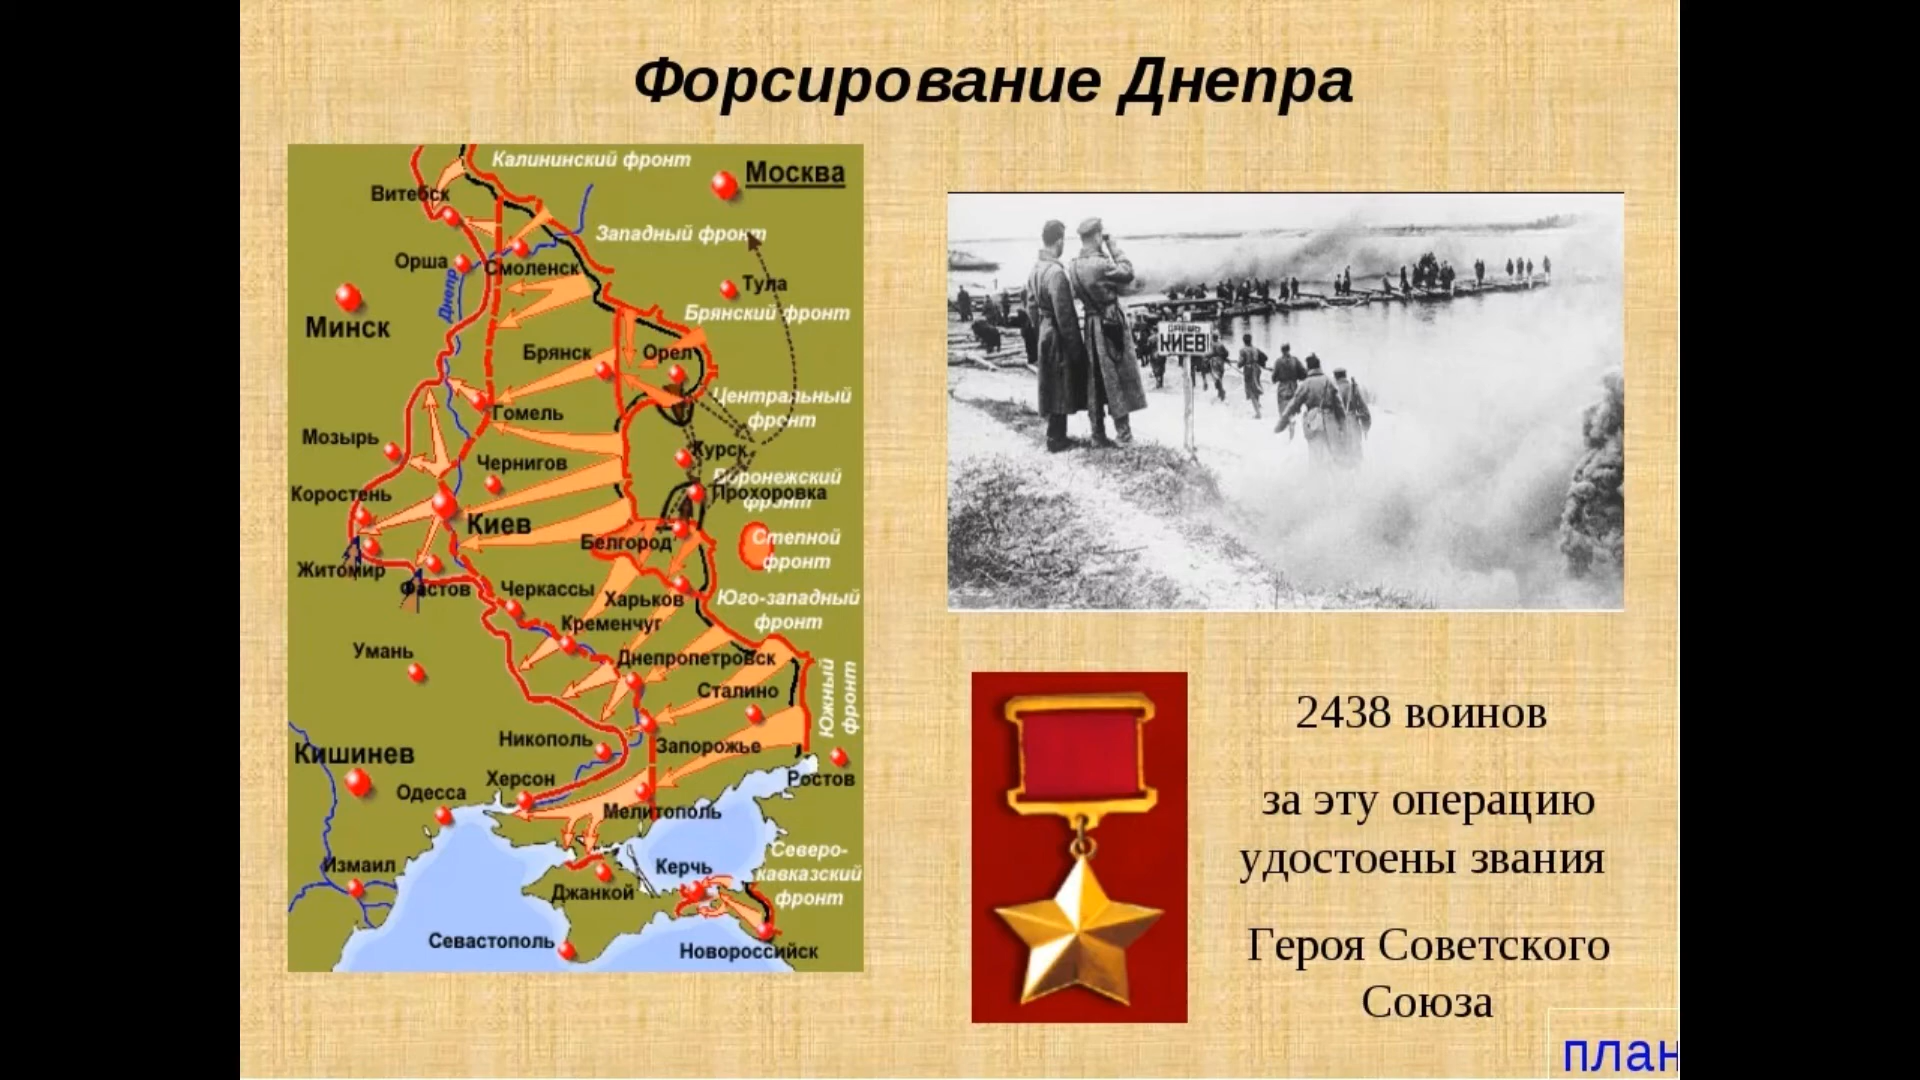 Форсирование Днепра
Калининский фронт
Москва
Витебск
Западный фронт
Орша
Смоленск
Днепр
Тула
Минск
Брянский фронт
Брянск
Орел
Центральный
фронт
Гомель
Мозырь
Курск
Чернигов
Воронежский
фронт
Прохоровка
Коростень
Киев
Белгород
Степной
фронт
Житомир
Фастов
Черкассы
Харьков
Юго-западный
фронт
Кременчуг
Умань
Днепропетровск
Сталино
Южный
фронт
Никополь
Запорожье
Кишинев
Херсон
Ростов
Одесса
Мелитополь
Северо-
кавказский
фронт
Измаил
Керчь
Джанкой
Севастополь
Новороссийск
КИЕВ
2438 воинов
за эту операцию
удостоены звания
Героя Советского
Союза
план